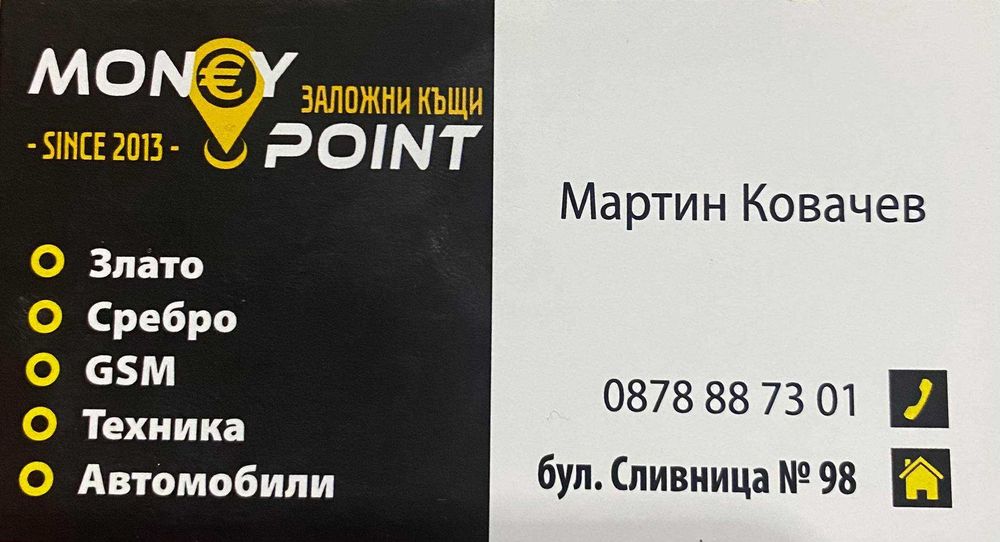 MON€Y
ЗАЛОЖНИ КЪЩИ
- SINCE 2013 -
POINT
Злато
Сребро
GSM
Техника
Автомобили
Мартин Ковачев
0878 88 73 01
бул. Сливница № 98